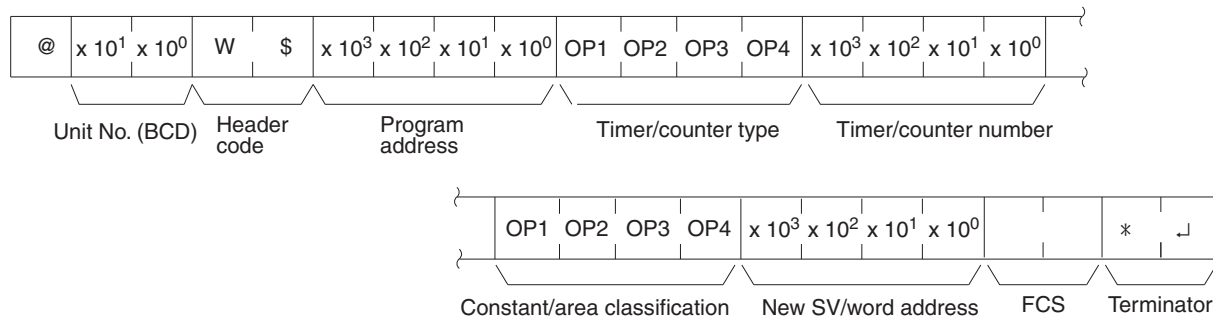 @ x 10¹ x 10⁰ W $ x 10³ x 10² x 10¹ x 10⁰ OP1 OP2 OP3 OP4 x 10³ x 10² x 10¹ x 10⁰
Unit No. (BCD) Header code Program address Timer/counter type Timer/counter number
OP1 OP2 OP3 OP4 x 10³ x 10² x 10¹ x 10⁰ * ↵
Constant/area classification New SV/word address FCS Terminator